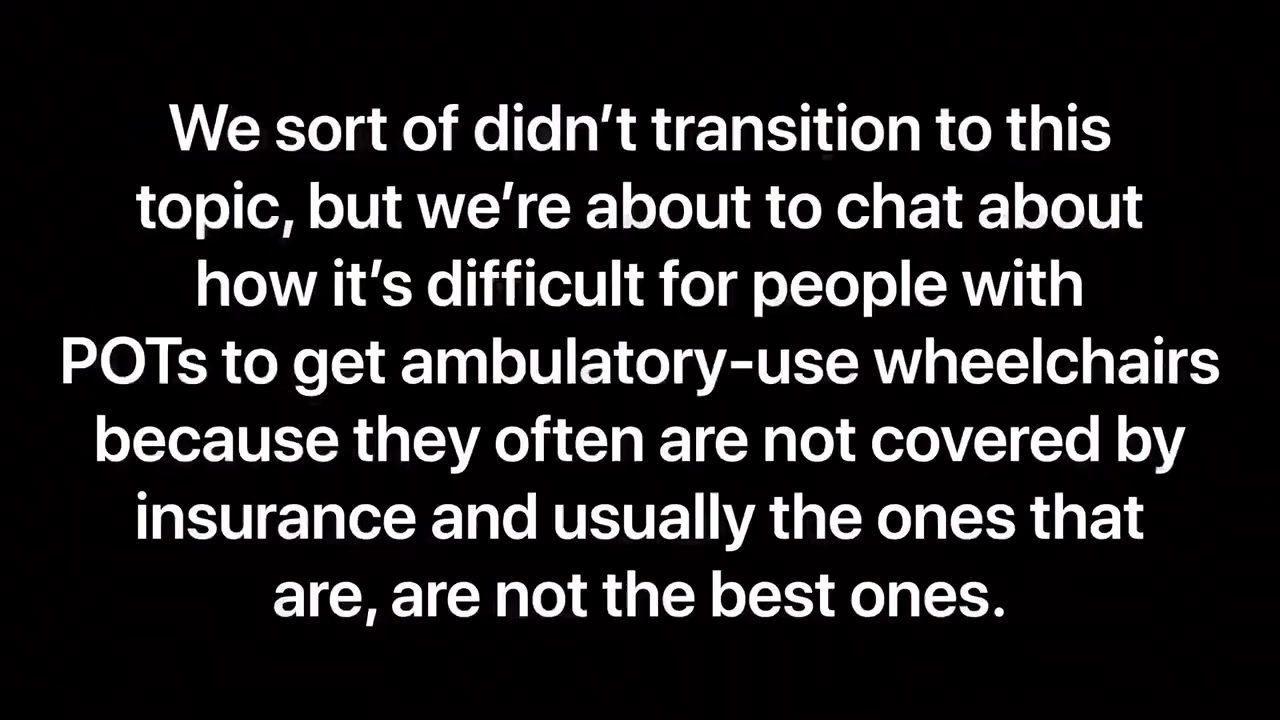 We sort of didn’t transition to this
topic, but we’re about to chat about
how it’s difficult for people with
POTs to get ambulatory-use wheelchairs
because they often are not covered by
insurance and usually the ones that
are, are not the best ones.